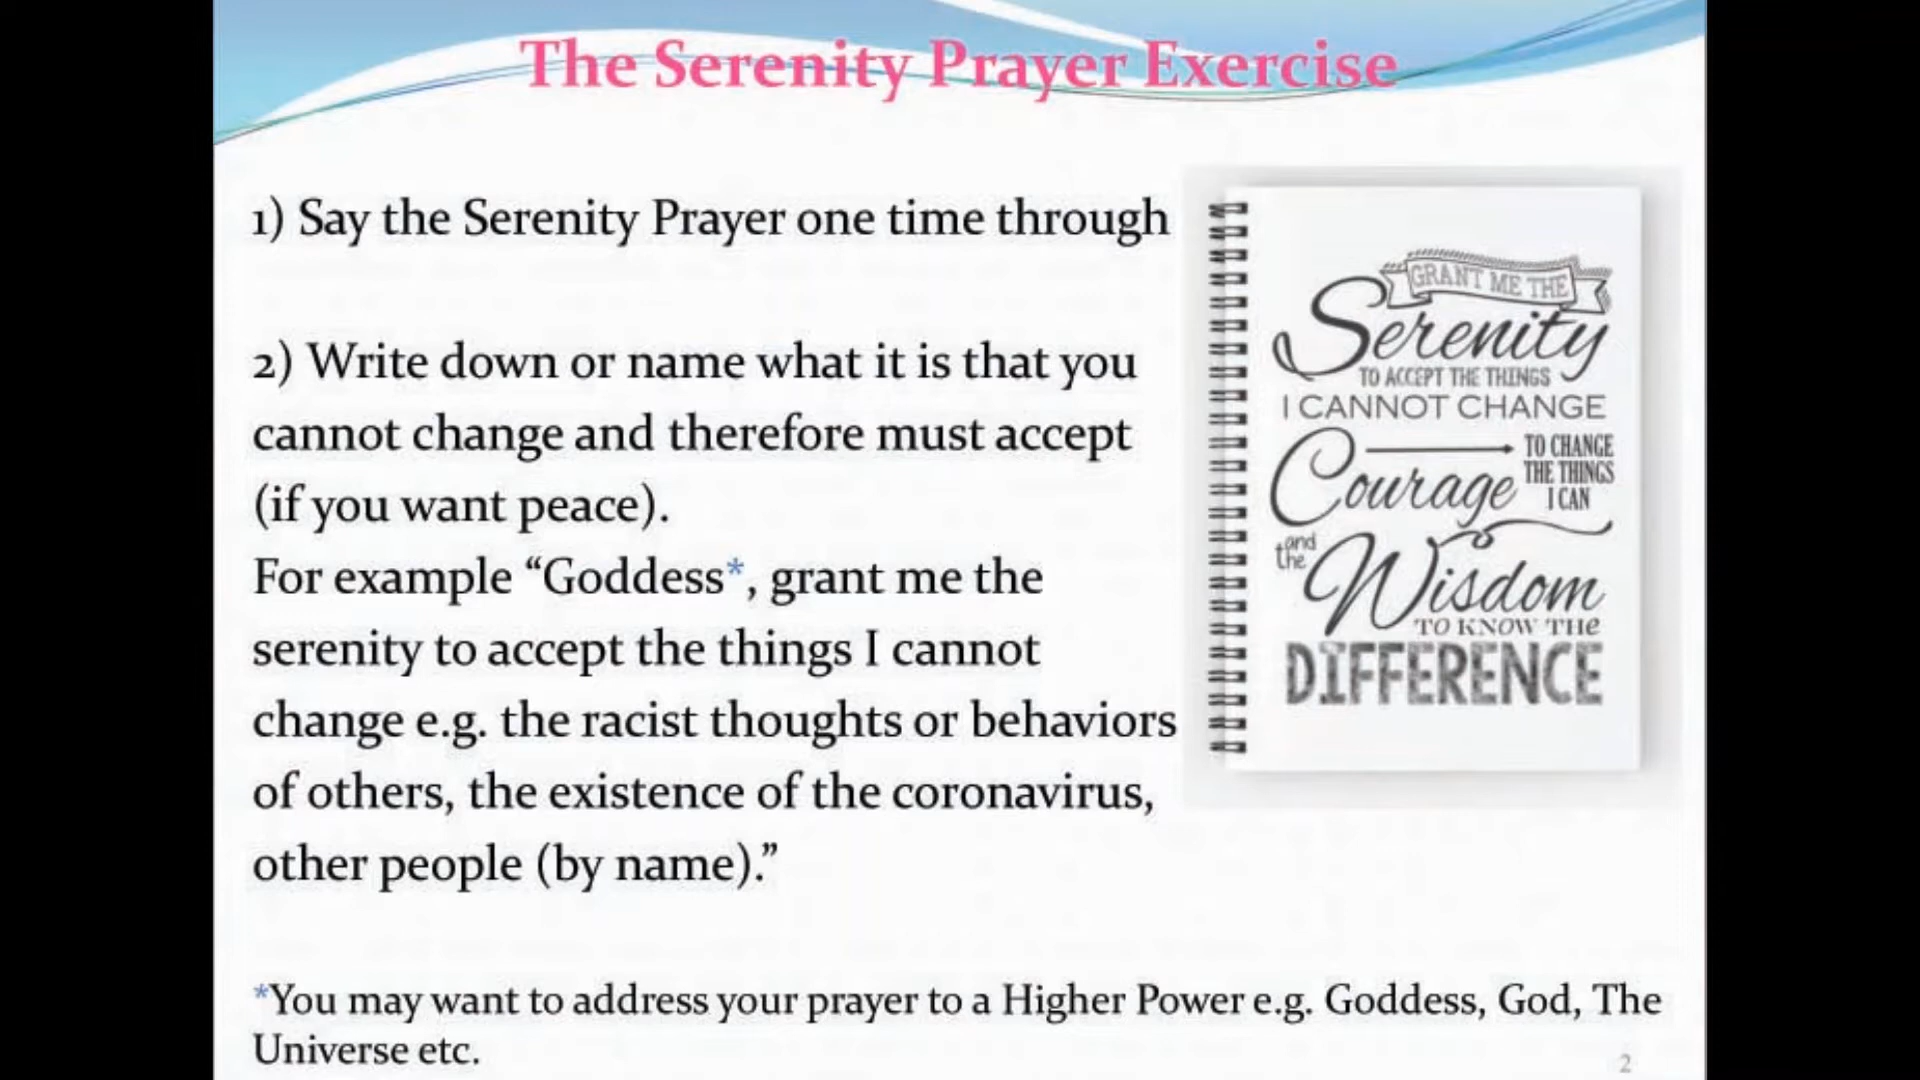 The Serenity Prayer Exercise
1) Say the Serenity Prayer one time through
2) Write down or name what it is that you
cannot change and therefore must accept
(if you want peace).
For example “Goddess*, grant me the
serenity to accept the things I cannot
change e.g. the racist thoughts or behaviors
of others, the existence of the coronavirus,
other people (by name).”
*You may want to address your prayer to a Higher Power e.g. Goddess, God, The
Universe etc.
GRANT ME THE
Serenity
TO ACCEPT THE THINGS
I CANNOT CHANGE
Courage
TO CHANGE
THE THINGS
I CAN
and
the
Wisdom
TO KNOW THE
DIFFERENCE
2